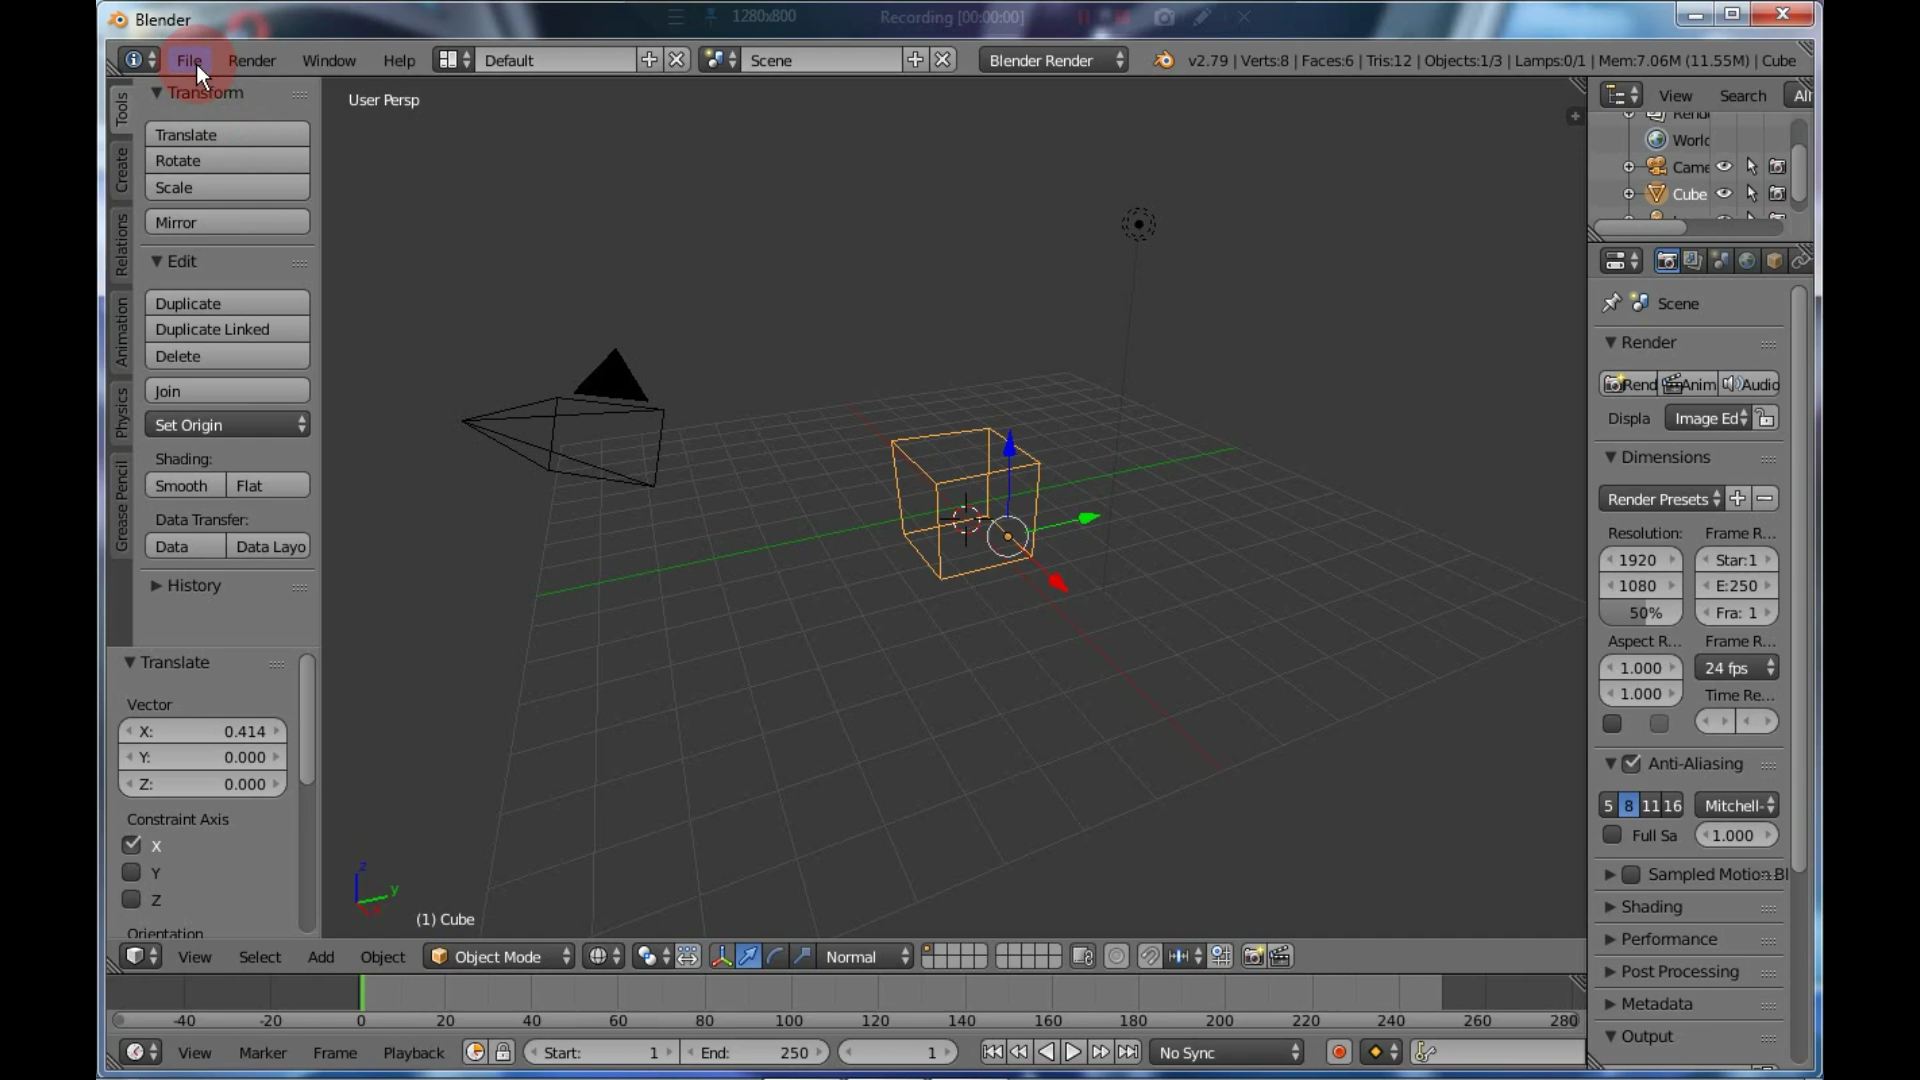 Blender
1280x800
Recording [00:00:00]
File Render Window Help Default Scene Blender Render v2.79 | Verts:8 | Faces:6 | Tris:12 | Objects:1/3 | Lamps:0/1 | Mem:7.06M (11.55M) | Cube
Tools
Create
Relations
Animation
Physics
Grease Pencil
Transform
Translate
Rotate
Scale
Mirror
Edit
Duplicate
Duplicate Linked
Delete
Join
Set Origin
Shading:
Smooth Flat
Data Transfer:
Data Data Layo
History
Translate
Vector
X: 0.414
Y: 0.000
Z: 0.000
Constraint Axis
X
Y
Z
Orientation
User Persp
z
y
(1) Cube
View Select Add Object Object Mode Normal
-40 -20 0 20 40 60 80 100 120 140 160 180 200 220 240 260 280
View Marker Frame Playback Start: 1 End: 250 1 No Sync
View Search All
Rend
Worl
Came
Cube
Scene
Render
Rend Anim Audio
Displa Image Ed
Dimensions
Render Presets
Resolution: Frame R...
1920 Star:1
1080 E:250
50% Fra: 1
Aspect R... Frame R...
1.000 24 fps
1.000 Time Re...
Anti-Aliasing
5 8 11 16 Mitchell-
Full Sa 1.000
Sampled Motion Bl
Shading
Performance
Post Processing
Metadata
Output